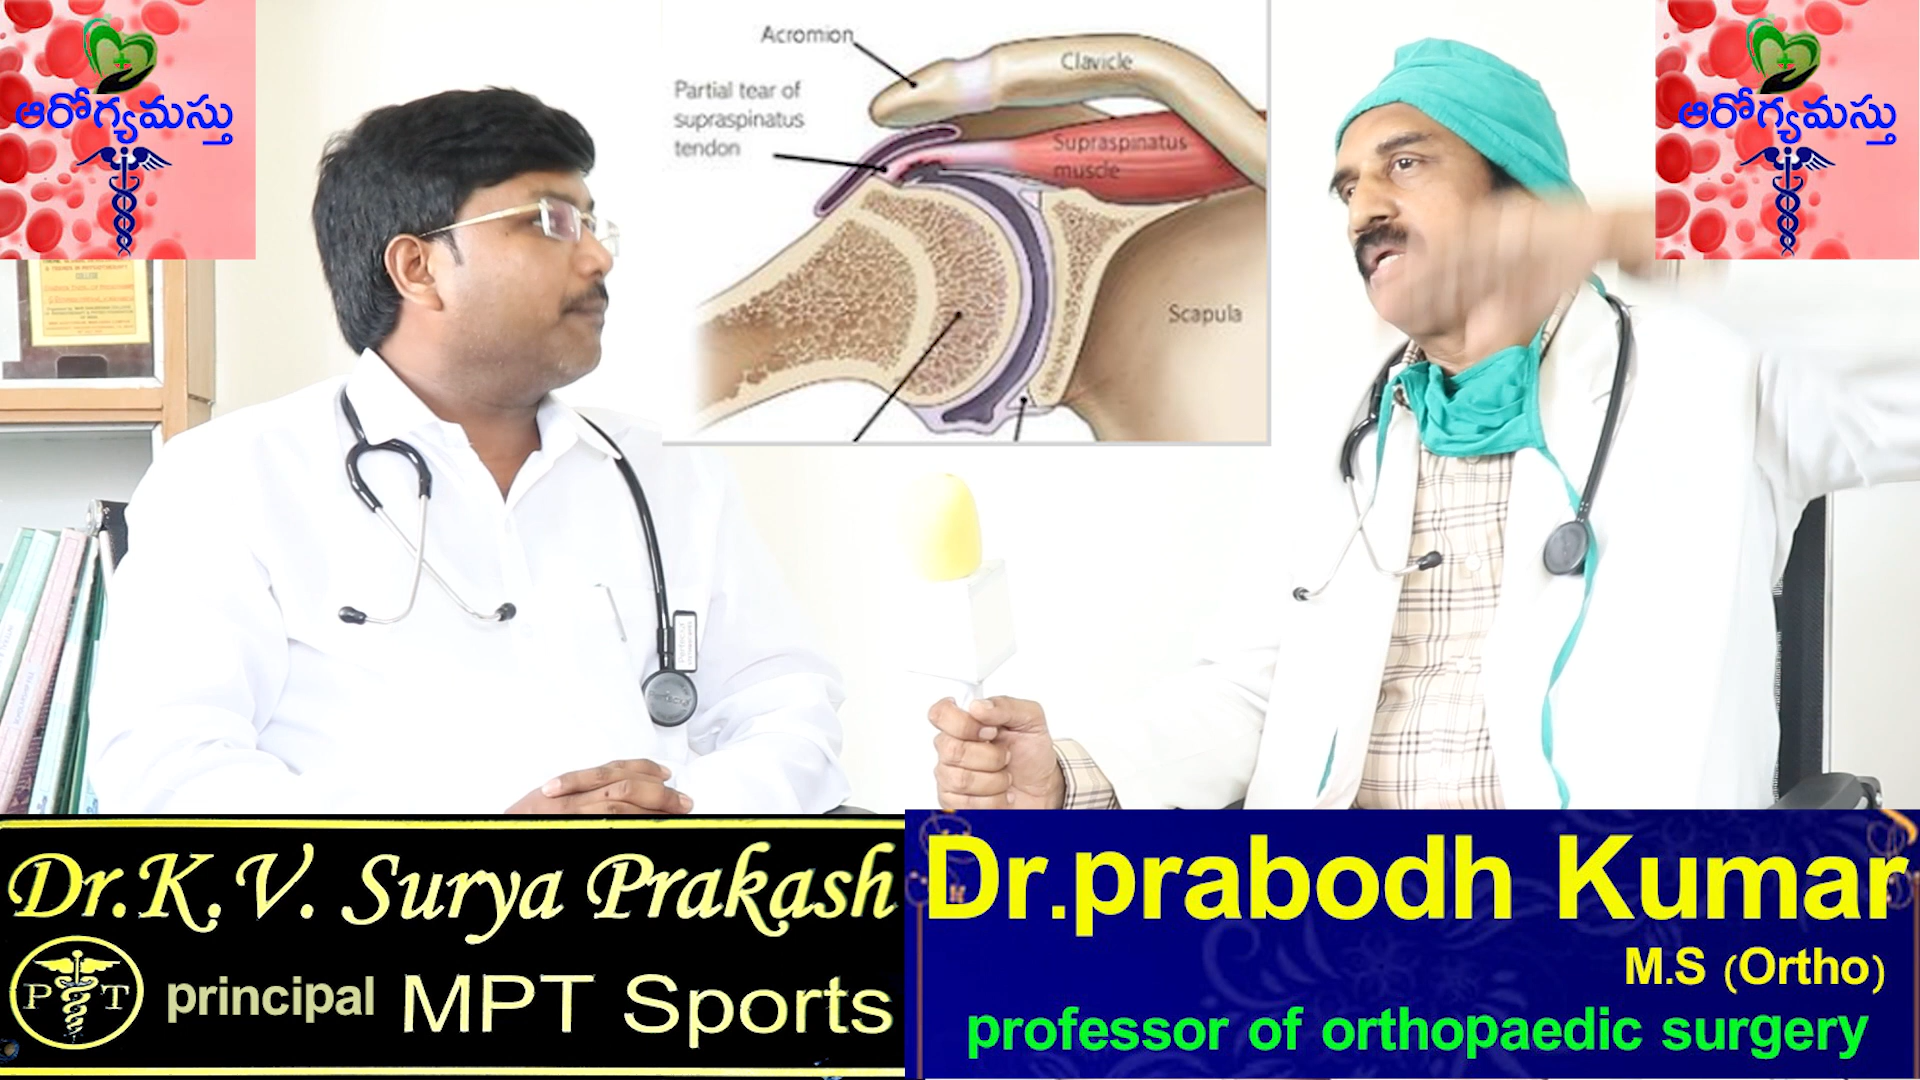 ఆరోగ్యమస్తు
Acromion
Clavicle
Partial tear of
supraspinatus
tendon
Supraspinatus
muscle
Scapula
ఆరోగ్యమస్తు
COLLEGE
Dr.K.V. Surya Prakash
P T
principal MPT Sports
Dr.prabodh Kumar
M.S (Ortho)
professor of orthopaedic surgery